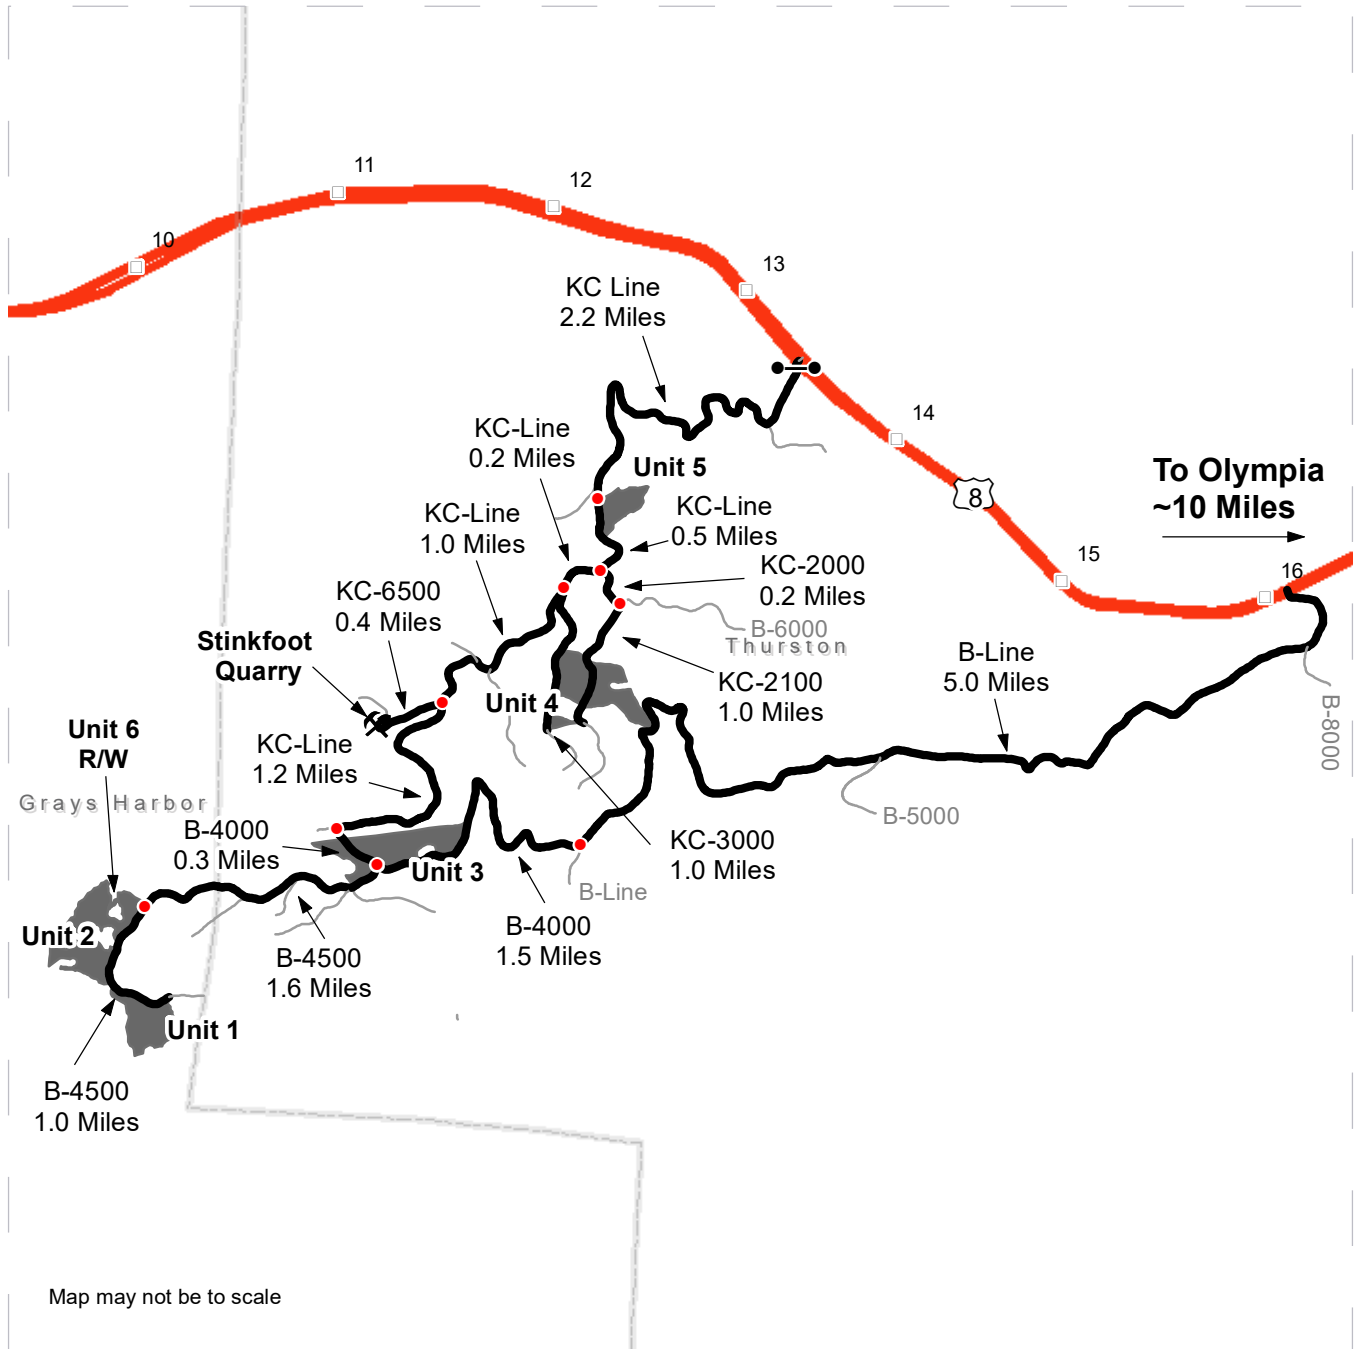 11
12
10
13
KC Line
2.2 Miles
14
KC-Line
0.2 Miles
Unit 5
To Olympia
~10 Miles
8
KC-Line
1.0 Miles
KC-Line
0.5 Miles
15
KC-2000
0.2 Miles
16
KC-6500
0.4 Miles
B-6000
Thurston
Stinkfoot
Quarry
B-Line
5.0 Miles
KC-2100
1.0 Miles
Unit 4
B-8000
Unit 6
R/W
KC-Line
1.2 Miles
Grays Harbor
B-5000
B-4000
0.3 Miles
KC-3000
1.0 Miles
Unit 3
B-Line
B-4000
1.5 Miles
Unit 2
B-4500
1.6 Miles
Unit 1
B-4500
1.0 Miles
Map may not be to scale